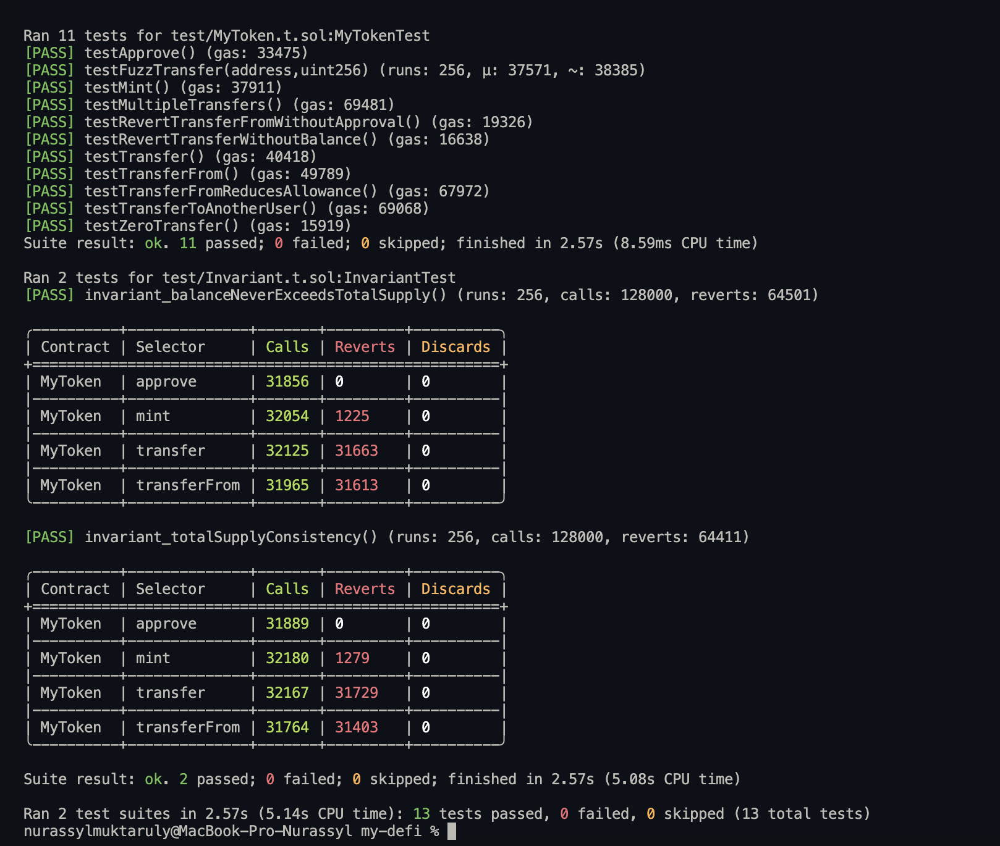 Ran 11 tests for test/MyToken.t.sol:MyTokenTest
[PASS] testApprove() (gas: 33475)
[PASS] testFuzzTransfer(address,uint256) (runs: 256, μ: 37571, ~: 38385)
[PASS] testMint() (gas: 37911)
[PASS] testMultipleTransfers() (gas: 69481)
[PASS] testRevertTransferFromWithoutApproval() (gas: 19326)
[PASS] testRevertTransferWithoutBalance() (gas: 16638)
[PASS] testTransfer() (gas: 40418)
[PASS] testTransferFrom() (gas: 49789)
[PASS] testTransferFromReducesAllowance() (gas: 67972)
[PASS] testTransferToAnotherUser() (gas: 69068)
[PASS] testZeroTransfer() (gas: 15919)
Suite result: ok. 11 passed; 0 failed; 0 skipped; finished in 2.57s (8.59ms CPU time)
Ran 2 tests for test/Invariant.t.sol:InvariantTest
[PASS] invariant_balanceNeverExceedsTotalSupply() (runs: 256, calls: 128000, reverts: 64501)
| Contract | Selector | Calls | Reverts | Discards |
| MyToken | approve | 31856 | 0 | 0 |
| MyToken | mint | 32054 | 1225 | 0 |
| MyToken | transfer | 32125 | 31663 | 0 |
| MyToken | transferFrom | 31965 | 31613 | 0 |
[PASS] invariant_totalSupplyConsistency() (runs: 256, calls: 128000, reverts: 64411)
| Contract | Selector | Calls | Reverts | Discards |
| MyToken | approve | 31889 | 0 | 0 |
| MyToken | mint | 32180 | 1279 | 0 |
| MyToken | transfer | 32167 | 31729 | 0 |
| MyToken | transferFrom | 31764 | 31403 | 0 |
Suite result: ok. 2 passed; 0 failed; 0 skipped; finished in 2.57s (5.08s CPU time)
Ran 2 test suites in 2.57s (5.14s CPU time): 13 tests passed, 0 failed, 0 skipped (13 total tests)
nurassylmuktaruly@MacBook-Pro-Nurassyl my-defi %